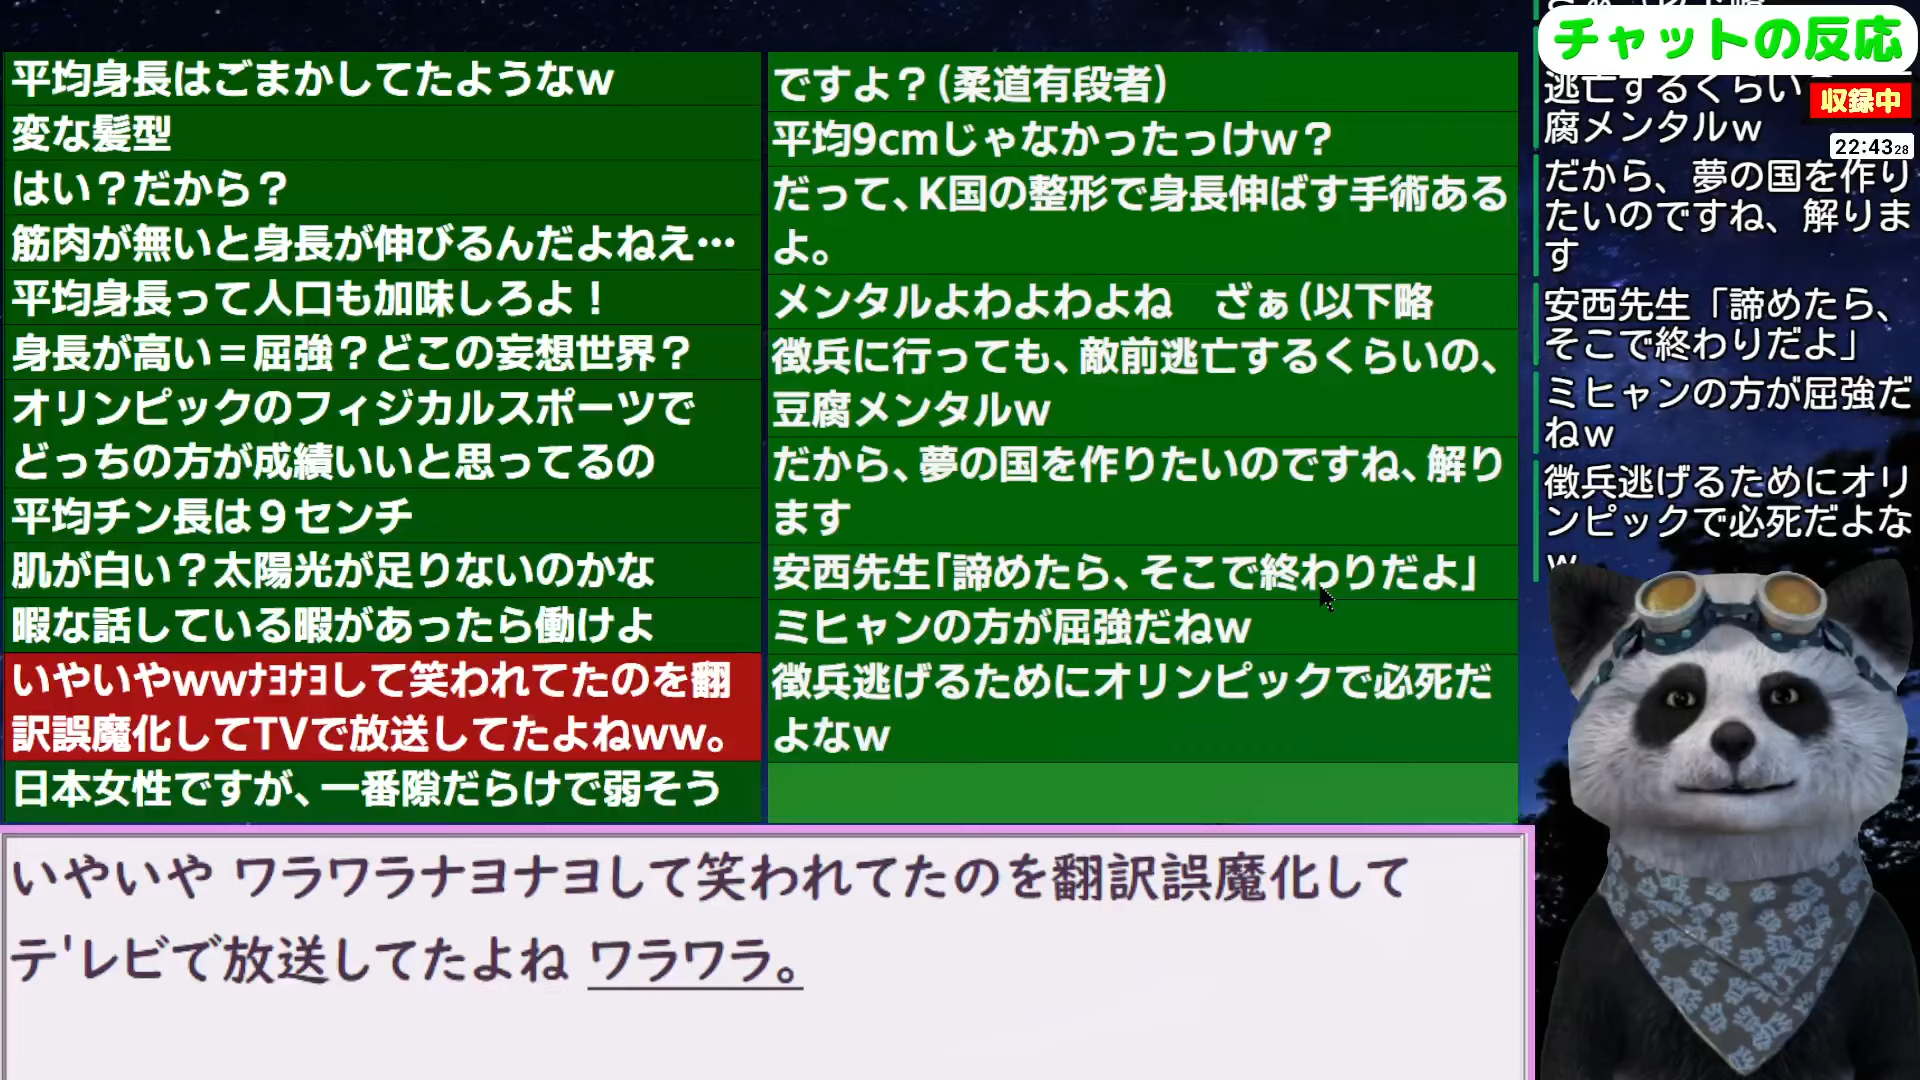 平均身長はごまかしてたようなw
変な髪型
はい？だから？
筋肉が無いと身長が伸びるんだよねえ…
平均身長って人口も加味しろよ！
身長が高い＝屈強？どこの妄想世界？
オリンピックのフィジカルスポーツで
どっちの方が成績いいと思ってるの
平均チン長は９センチ
肌が白い？太陽光が足りないのかな
暇な話している暇があったら働けよ
いやいやwwﾅﾖﾅﾖして笑われてたのを翻
訳誤魔化してTVで放送してたよねww。
日本女性ですが、一番隙だらけで弱そう
ですよ？(柔道有段者)
平均9cmじゃなかったっけw？
だって、K国の整形で身長伸ばす手術ある
よ。
メンタルよわよわよね　ざぁ(以下略
徴兵に行っても、敵前逃亡するくらいの、
豆腐メンタルw
だから、夢の国を作りたいのですね、解り
ます
安西先生「諦めたら、そこで終わりだよ」
ミヒャンの方が屈強だねw
徴兵逃げるためにオリンピックで必死だ
よなw
チャットの反応
逃亡するくらい
収録中
腐メンタルw
22:43 28
だから、夢の国を作り
たいのですね、解りま
す
安西先生「諦めたら、
そこで終わりだよ」
ミヒャンの方が屈強だ
ねw
徴兵逃げるためにオリ
ンピックで必死だよな
w
いやいや ワラワラナヨナヨして笑われてたのを翻訳誤魔化して
テ'レビで放送してたよね ワラワラ。